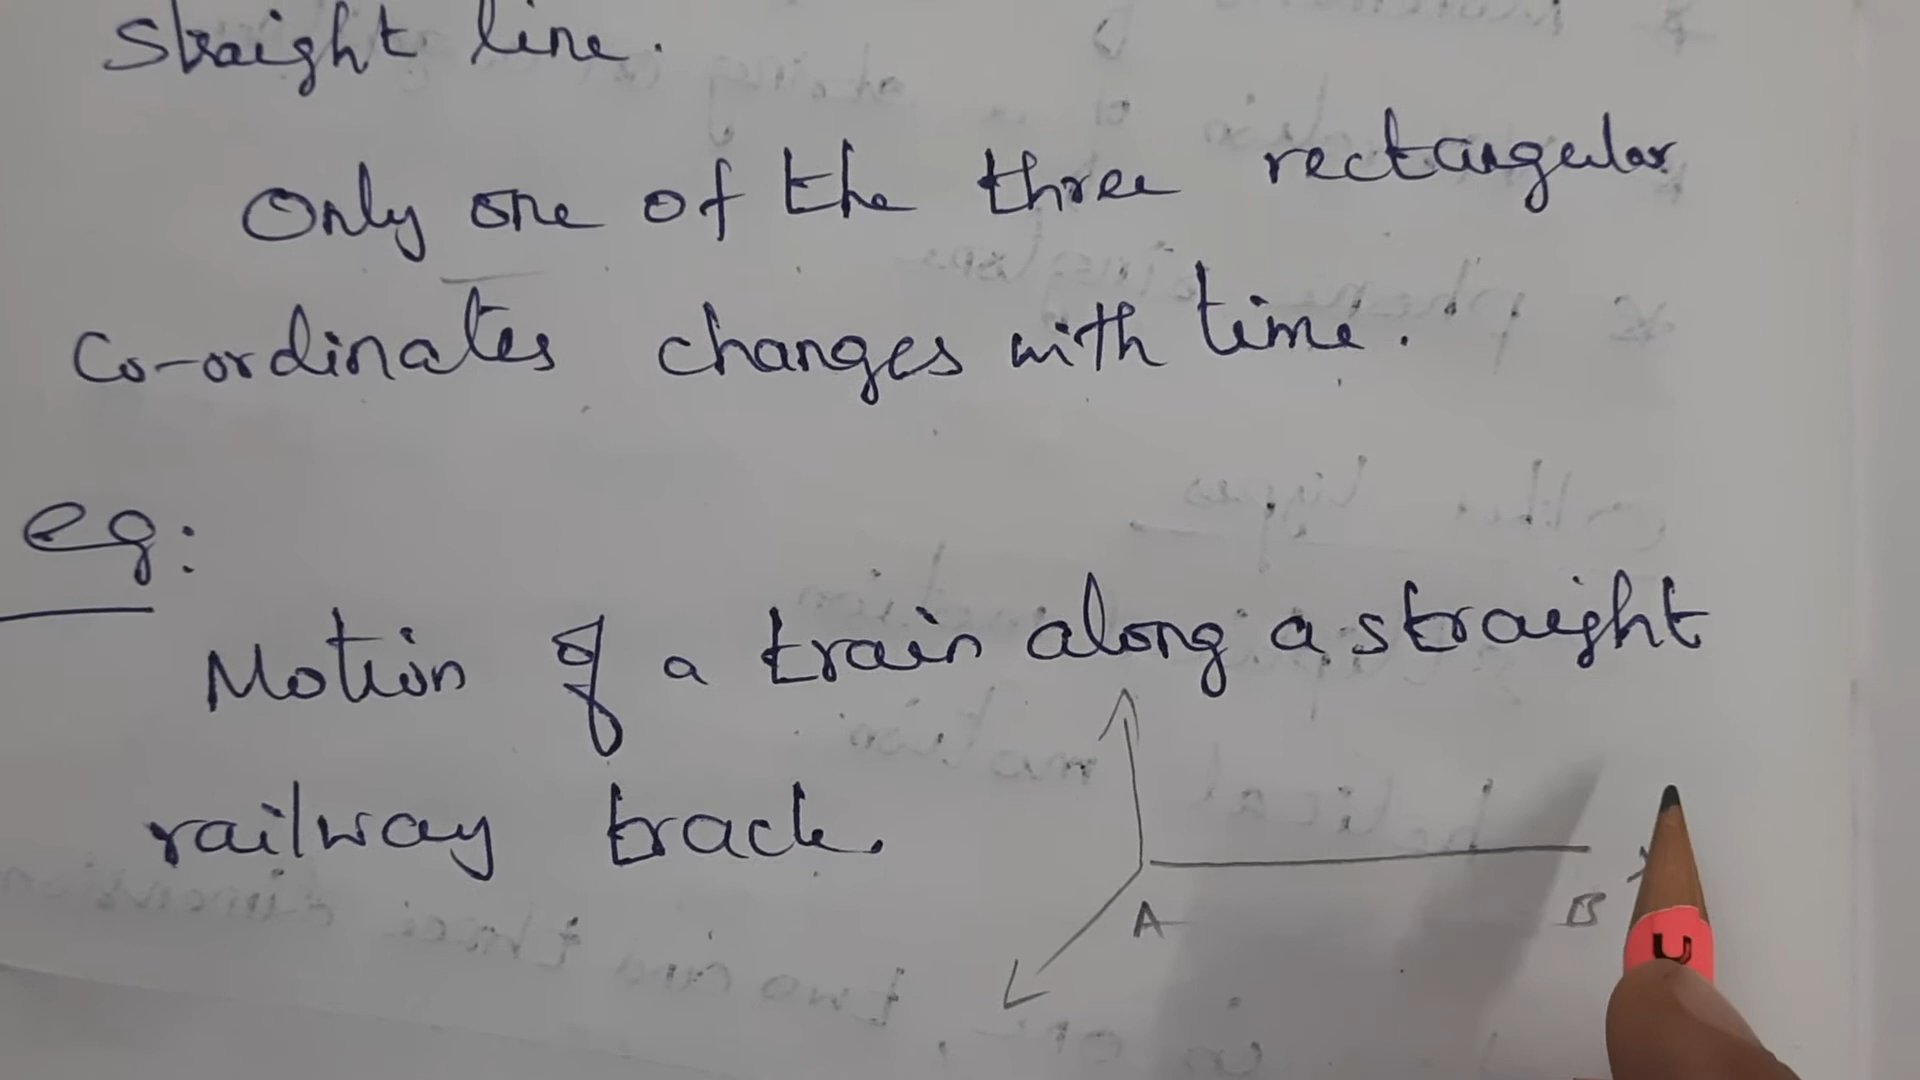 Straight line.
Only one of the three rectangular
Co-ordinates changes with time.
eg:
Motion of a train along a straight
railway track.
A B